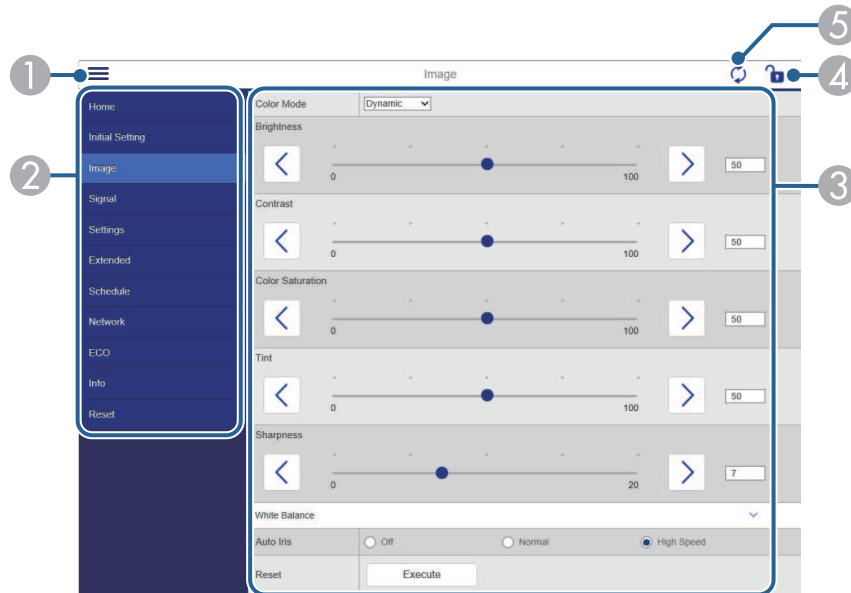 5
1
Image
4
Home
Color Mode
Dynamic
Brightness
Initial Setting
Image
50
2
0
100
3
Signal
Contrast
Settings
50
0
100
Extended
Color Saturation
Schedule
Network
50
0
100
ECO
Tint
Info
50
0
100
Reset
Sharpness
7
0
20
White Balance
Auto Iris
Off
Normal
High Speed
Reset
Execute